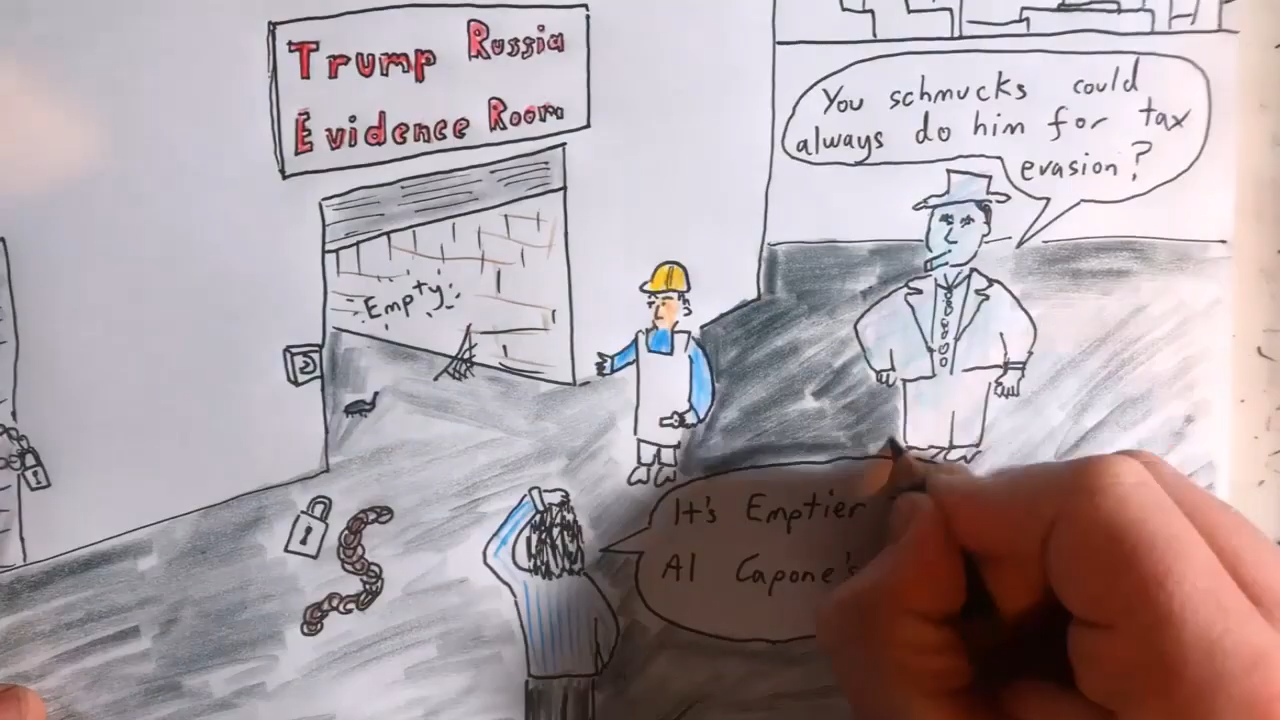 Trump Russia
Evidence Room
You schmucks could
always do him for tax
evasion?
Empty
It's Emptier
Al Capone's